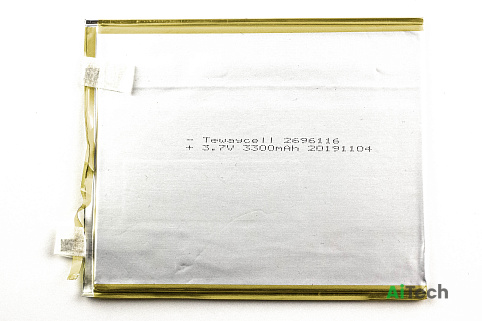 - Tewaycell 2696116
+ 3.7V 3300mAh 20191104
AiTech